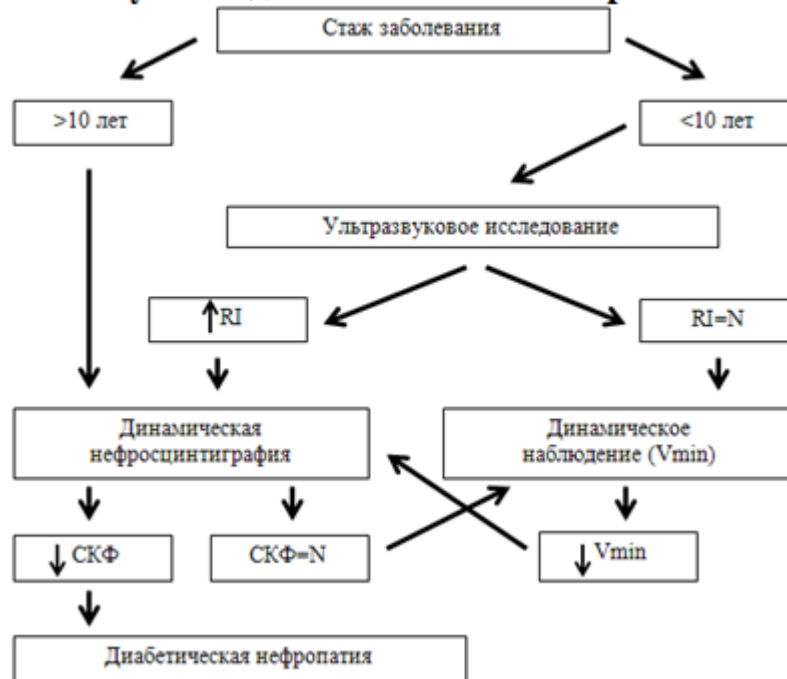 Стаж заболевания
>10 лет
<10 лет
Ультразвуковое исследование
↑RI
RI=N
Динамическая
нефросцинтиграфия
Динамическое
наблюдение (Vmin)
↓ СКФ
СКФ=N
↓ Vmin
Диабетическая нефропатия